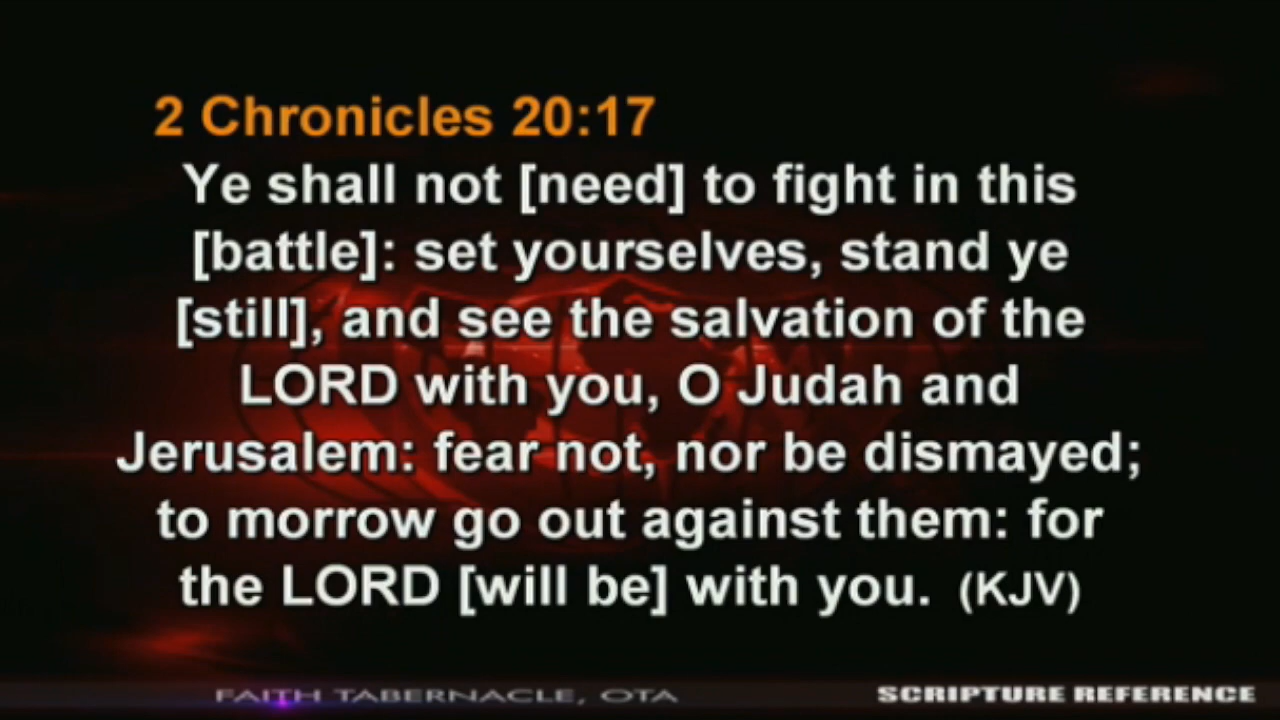 2 Chronicles 20:17
Ye shall not [need] to fight in this
[battle]: set yourselves, stand ye
[still], and see the salvation of the
LORD with you, O Judah and
Jerusalem: fear not, nor be dismayed;
to morrow go out against them: for
the LORD [will be] with you. (KJV)
FAITH TABERNACLE, OTA
SCRIPTURE REFERENCE